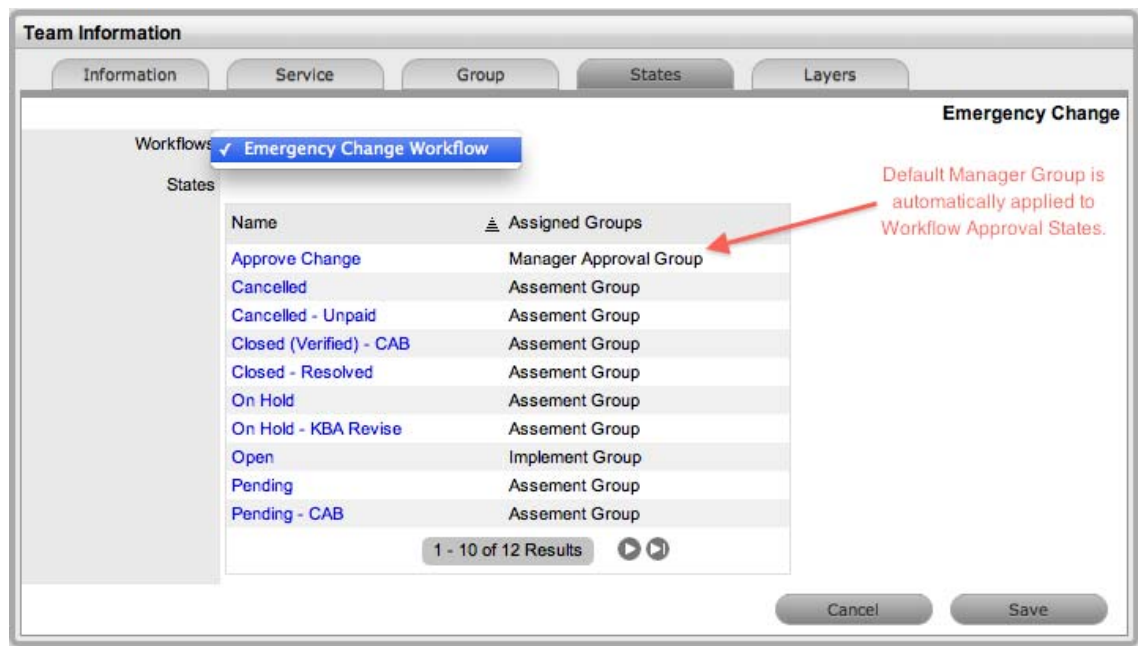 Team Information
Information Service Group States Layers
Emergency Change
Workflows ✓ Emergency Change Workflow
States
Default Manager Group is
automatically applied to
Workflow Approval States.
Name Assigned Groups
Approve Change Manager Approval Group
Cancelled Assement Group
Cancelled - Unpaid Assement Group
Closed (Verified) - CAB Assement Group
Closed - Resolved Assement Group
On Hold Assement Group
On Hold - KBA Revise Assement Group
Open Implement Group
Pending Assement Group
Pending - CAB Assement Group
1 - 10 of 12 Results
Cancel Save